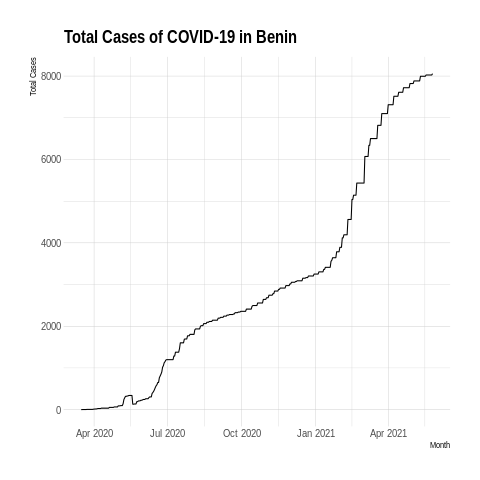 Total Cases of COVID-19 in Benin
Total Cases
8000
6000
4000
2000
0
Apr 2020 Jul 2020 Oct 2020 Jan 2021 Apr 2021
Month